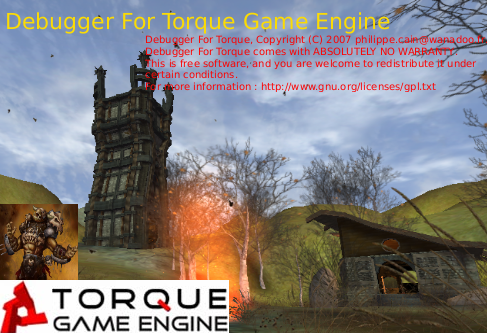 Debugger For Torque Game Engine
Debugger For Torque, Copyright (C) 2007 philippe.cain@wanadoo.
Debugger For Torque comes with ABSOLUTELY NO WARRANTY.
This is free software, and you are welcome to redistribute it under
certain conditions.
For more information : http://www.gnu.org/licenses/gpl.txt
TORQUE
GAME ENGINE